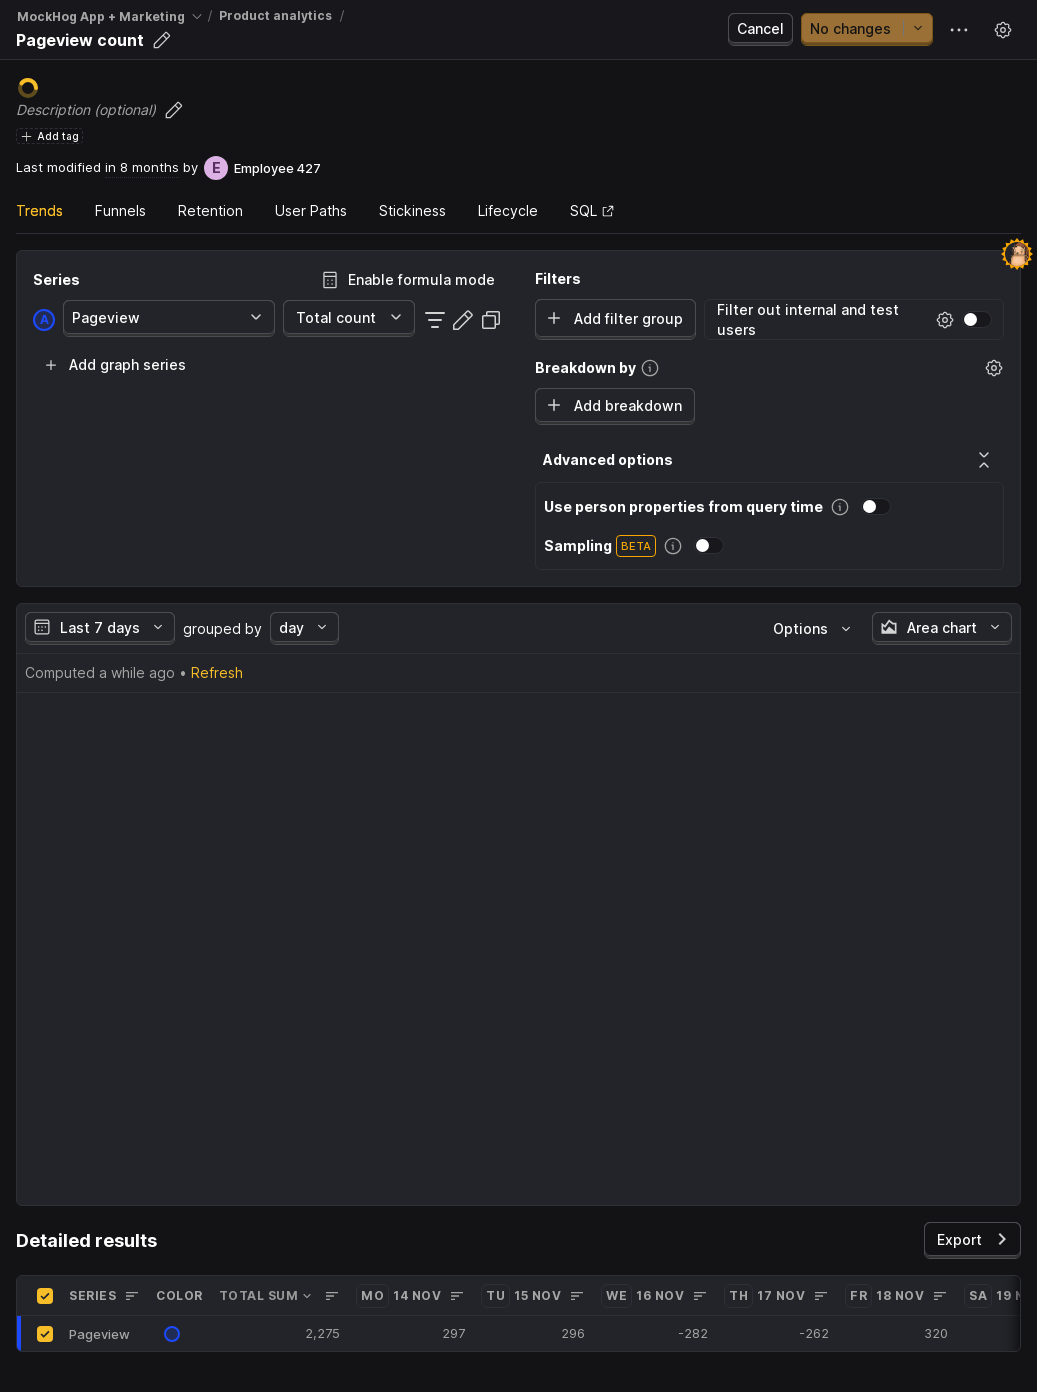 MockHog App + Marketing / Product analytics /
Pageview count
Cancel
No changes
Description (optional)
Add tag
Last modified in 8 months by E Employee 427
Trends Funnels Retention User Paths Stickiness Lifecycle SQL
Series
Enable formula mode
A Pageview Total count
Add graph series
Filters
Add filter group
Filter out internal and test
users
Breakdown by
Add breakdown
Advanced options
Use person properties from query time
Sampling BETA
Last 7 days grouped by day Options Area chart
Computed a while ago • Refresh
Detailed results
Export
SERIES COLOR TOTAL SUM MO 14 NOV TU 15 NOV WE 16 NOV TH 17 NOV FR 18 NOV SA 19
Pageview 2,275 297 296 -282 -262 320